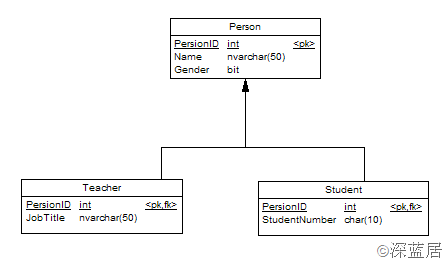 Person
PersionID int <pk>
Name nvarchar(50)
Gender bit
Teacher
PersionID int <pk,fk>
JobTitle nvarchar(50)
Student
PersionID int <pk,fk>
StudentNumber char(10)
©深蓝居